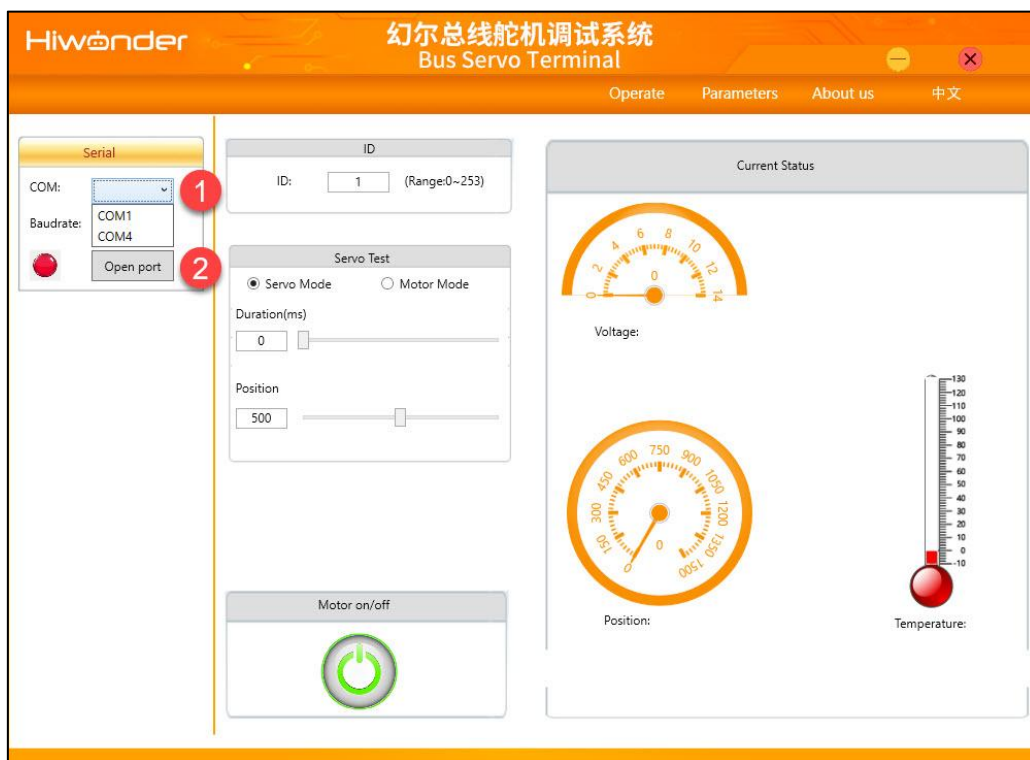 Hiwonder
幻尔总线舵机调试系统
Bus Servo Terminal
Operate Parameters About us 中文
Serial
COM:
1
COM1
COM4
Baudrate:
Open port
2
ID
ID: 1 (Range:0~253)
Servo Test
Servo Mode Motor Mode
Duration(ms)
0
Position
500
Motor on/off
Current Status
0 2 4 6 8 10 12 14
0
Voltage:
0 150 300 450 600 750 900 1050 1200 1350 1500
0
Position:
130
120
110
100
90
80
70
60
50
40
30
20
10
0
-10
Temperature: